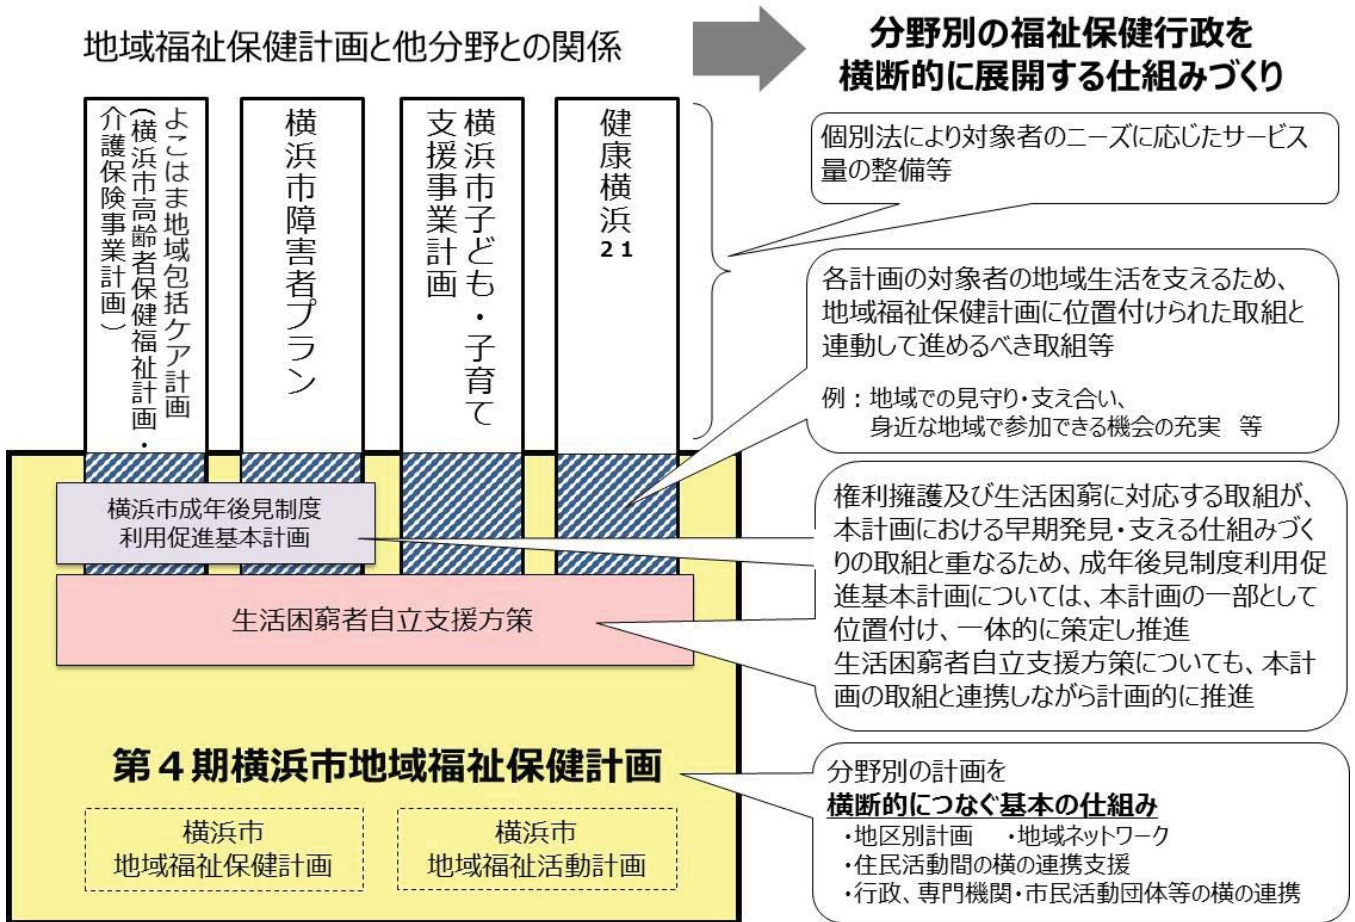 地域福祉保健計画と他分野との関係
分野別の福祉保健行政を
横断的に展開する仕組みづくり
よこはま地域包括ケア計画
（横浜市高齢者保健福祉計画・
介護保険事業計画）
横浜市障害者プラン
横浜市子ども・子育て
支援事業計画
健康横浜21
個別法により対象者のニーズに応じたサービス
量の整備等
各計画の対象者の地域生活を支えるため、
地域福祉保健計画に位置付けられた取組と
連動して進めるべき取組等
例：地域での見守り・支え合い、
身近な地域で参加できる機会の充実 等
横浜市成年後見制度
利用促進基本計画
権利擁護及び生活困窮に対応する取組が、
本計画における早期発見・支える仕組みづく
りの取組と重なるため、成年後見制度利用促
進基本計画については、本計画の一部として
位置付け、一体的に策定し推進
生活困窮者自立支援方策についても、本計
画の取組と連携しながら計画的に推進
生活困窮者自立支援方策
第４期横浜市地域福祉保健計画
横浜市
地域福祉保健計画
横浜市
地域福祉活動計画
分野別の計画を
横断的につなぐ基本の仕組み
・地区別計画 ・地域ネットワーク
・住民活動間の横の連携支援
・行政、専門機関・市民活動団体等の横の連携